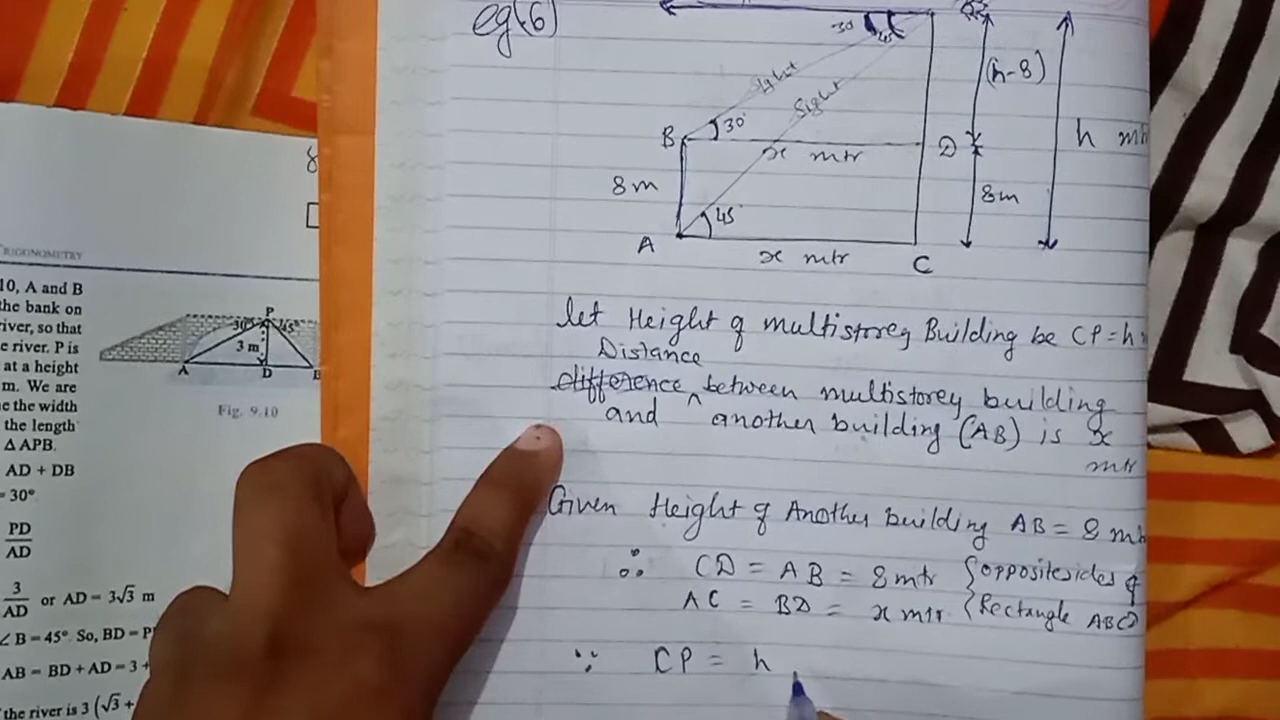 eg(6)
30
45
(h-8)
Sight
Sight
30°
B
x mtr
D
h
8m
8m
45
A
x mtr
C
let Height of multistorey Building be CP = h
Distance
difference ^ between multistorey building
and another building (AB) is x
mtr
Given Height of Another building AB = 8
∴ CD = AB = 8mtr {opposite sides of
AC = BD = x mtr. {Rectangle ABCD
∵ CP = h
8
TRIGONOMETRY
10, A and B
the bank on
river, so that
e river. P is
at a height
m. We are
the width
the length
Δ APB.
AD + DB
= 30°
PD
AD
3
AD or AD = 3√3 m
∠ B = 45°. So, BD = P
AB = BD + AD = 3 +
the river is 3 (√3 +
P
30°
45°
3 m
A
D
Fig. 9.10